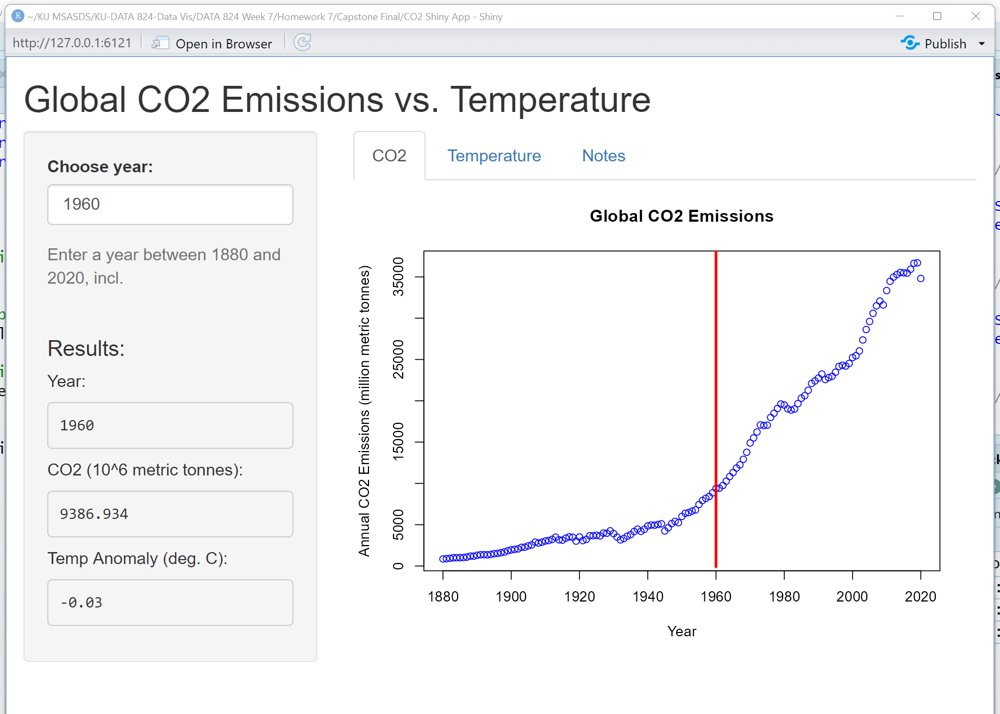 ~/KU MSASDS/KU-DATA 824-Data Vis/DATA 824 Week 7/Homework 7/Capstone Final/CO2 Shiny App - Shiny
http://127.0.0.1:6121
Open in Browser
Publish
Global CO2 Emissions vs. Temperature
Choose year:
1960
Enter a year between 1880 and
2020, incl.
Results:
Year:
1960
CO2 (10^6 metric tonnes):
9386.934
Temp Anomaly (deg. C):
-0.03
CO2
Temperature
Notes
Global CO2 Emissions
Annual CO2 Emissions (million metric tonnes)
35000
25000
15000
5000
0
1880 1900 1920 1940 1960 1980 2000 2020
Year